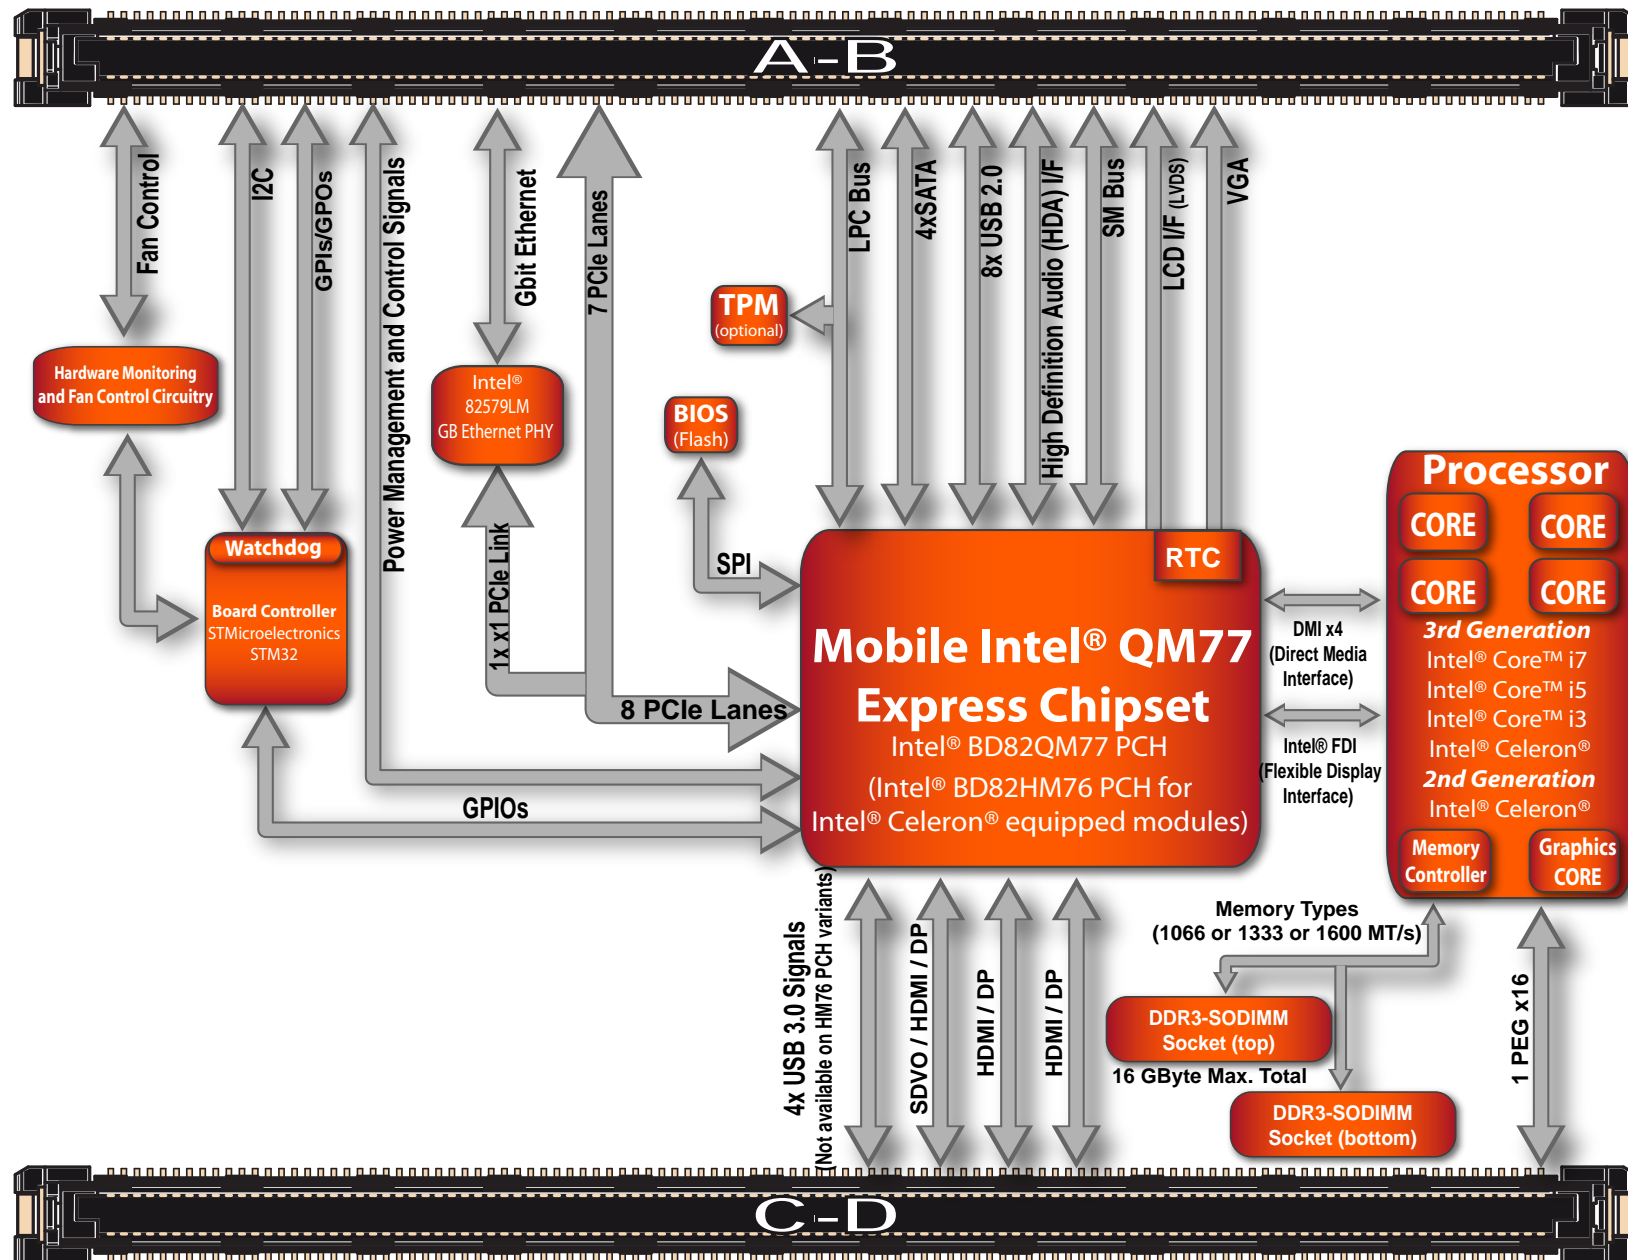 A-B
Fan Control
I2C
GPIs/GPOs
Power Management and Control Signals
Gbit Ethernet
7 PCIe Lanes
LPC Bus
4xSATA
8x USB 2.0
High Definition Audio (HDA) I/F
SM Bus
LCD I/F (LVDS)
VGA
TPM
(optional)
Hardware Monitoring
and Fan Control Circuitry
Intel®
82579LM
GB Ethernet PHY
BIOS
(Flash)
SPI
1x x1 PCIe Link
8 PCIe Lanes
Watchdog
Board Controller
STMicroelectronics
STM32
GPIOs
RTC
Mobile Intel® QM77
Express Chipset
Intel® BD82QM77 PCH
(Intel® BD82HM76 PCH for
Intel® Celeron® equipped modules)
DMI x4
(Direct Media
Interface)
Intel® FDI
(Flexible Display
Interface)
Processor
CORE
CORE
CORE
CORE
3rd Generation
Intel® Core™ i7
Intel® Core™ i5
Intel® Core™ i3
Intel® Celeron®
2nd Generation
Intel® Celeron®
Memory
Controller
Graphics
CORE
4x USB 3.0 Signals
(Not available on HM76 PCH variants)
SDVO / HDMI / DP
HDMI / DP
HDMI / DP
Memory Types
(1066 or 1333 or 1600 MT/s)
DDR3-SODIMM
Socket (top)
16 GByte Max. Total
DDR3-SODIMM
Socket (bottom)
1 PEG x16
C-D